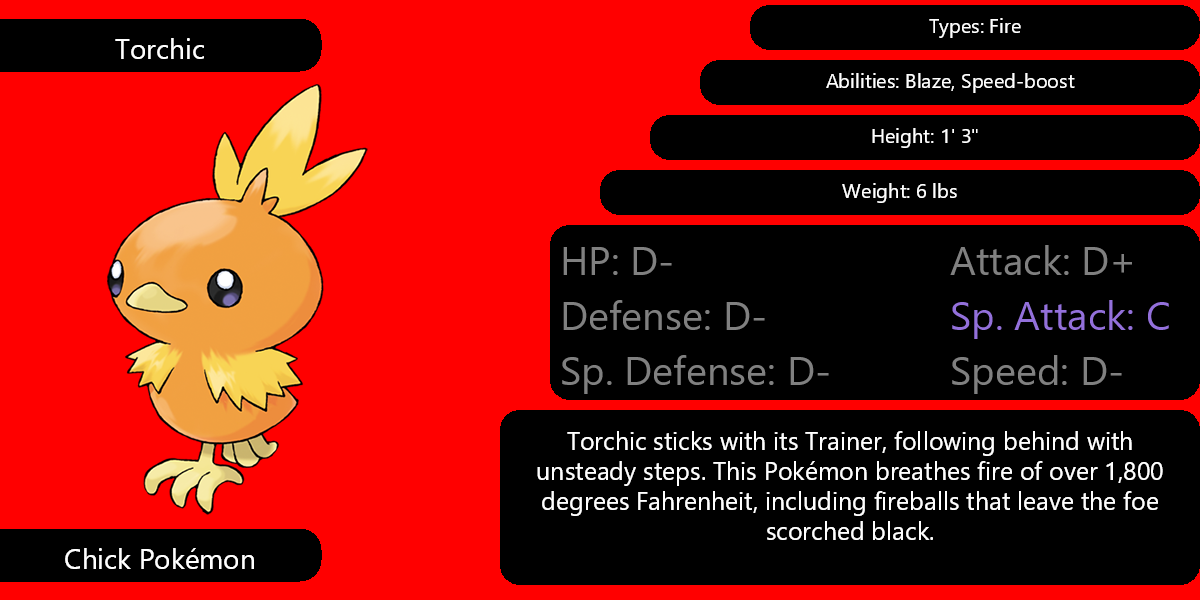 Torchic
Types: Fire
Abilities: Blaze, Speed-boost
Height: 1' 3"
Weight: 6 lbs
HP: D-
Attack: D+
Defense: D-
Sp. Attack: C
Sp. Defense: D-
Speed: D-
Torchic sticks with its Trainer, following behind with
unsteady steps. This Pokémon breathes fire of over 1,800
degrees Fahrenheit, including fireballs that leave the foe
scorched black.
Chick Pokémon